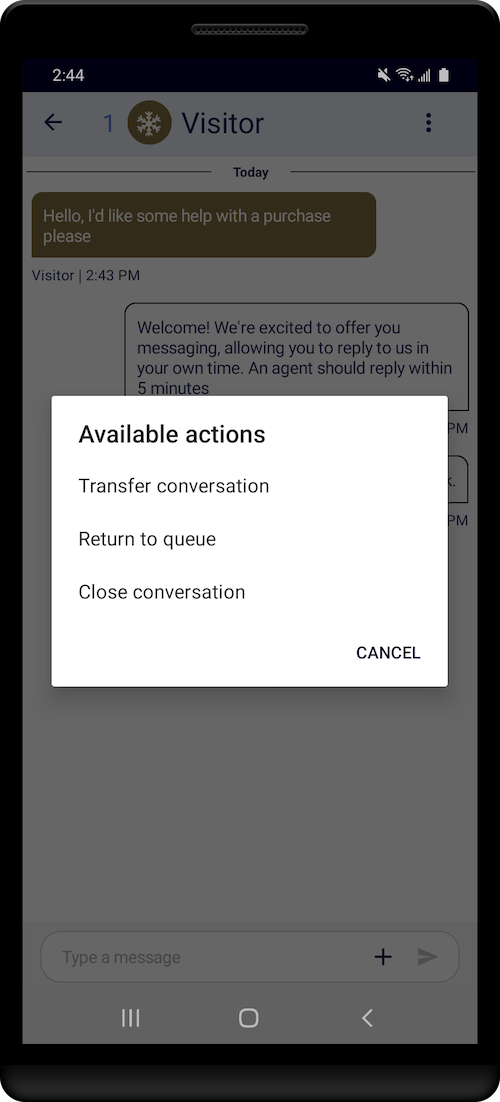 2:44
1 Visitor
Today
Hello, I'd like some help with a purchase
please
Visitor | 2:43 PM
Welcome! We're excited to offer you
messaging, allowing you to reply to us in
your own time. An agent should reply within
5 minutes
PM
Available actions
Transfer conversation
k.
Return to queue
PM
Close conversation
CANCEL
Type a message